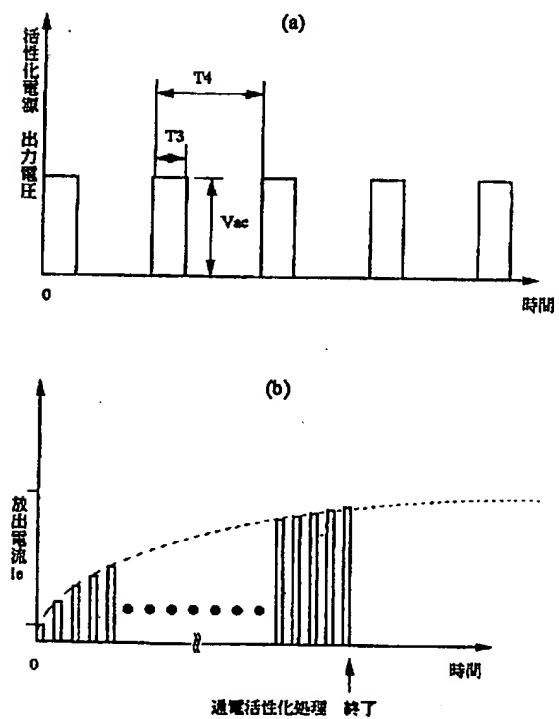 (a)
活性化電源 出力電圧
T4
T3
Vac
0
時間
(b)
放出電流
Ie
0
時間
通電活性化処理 終了